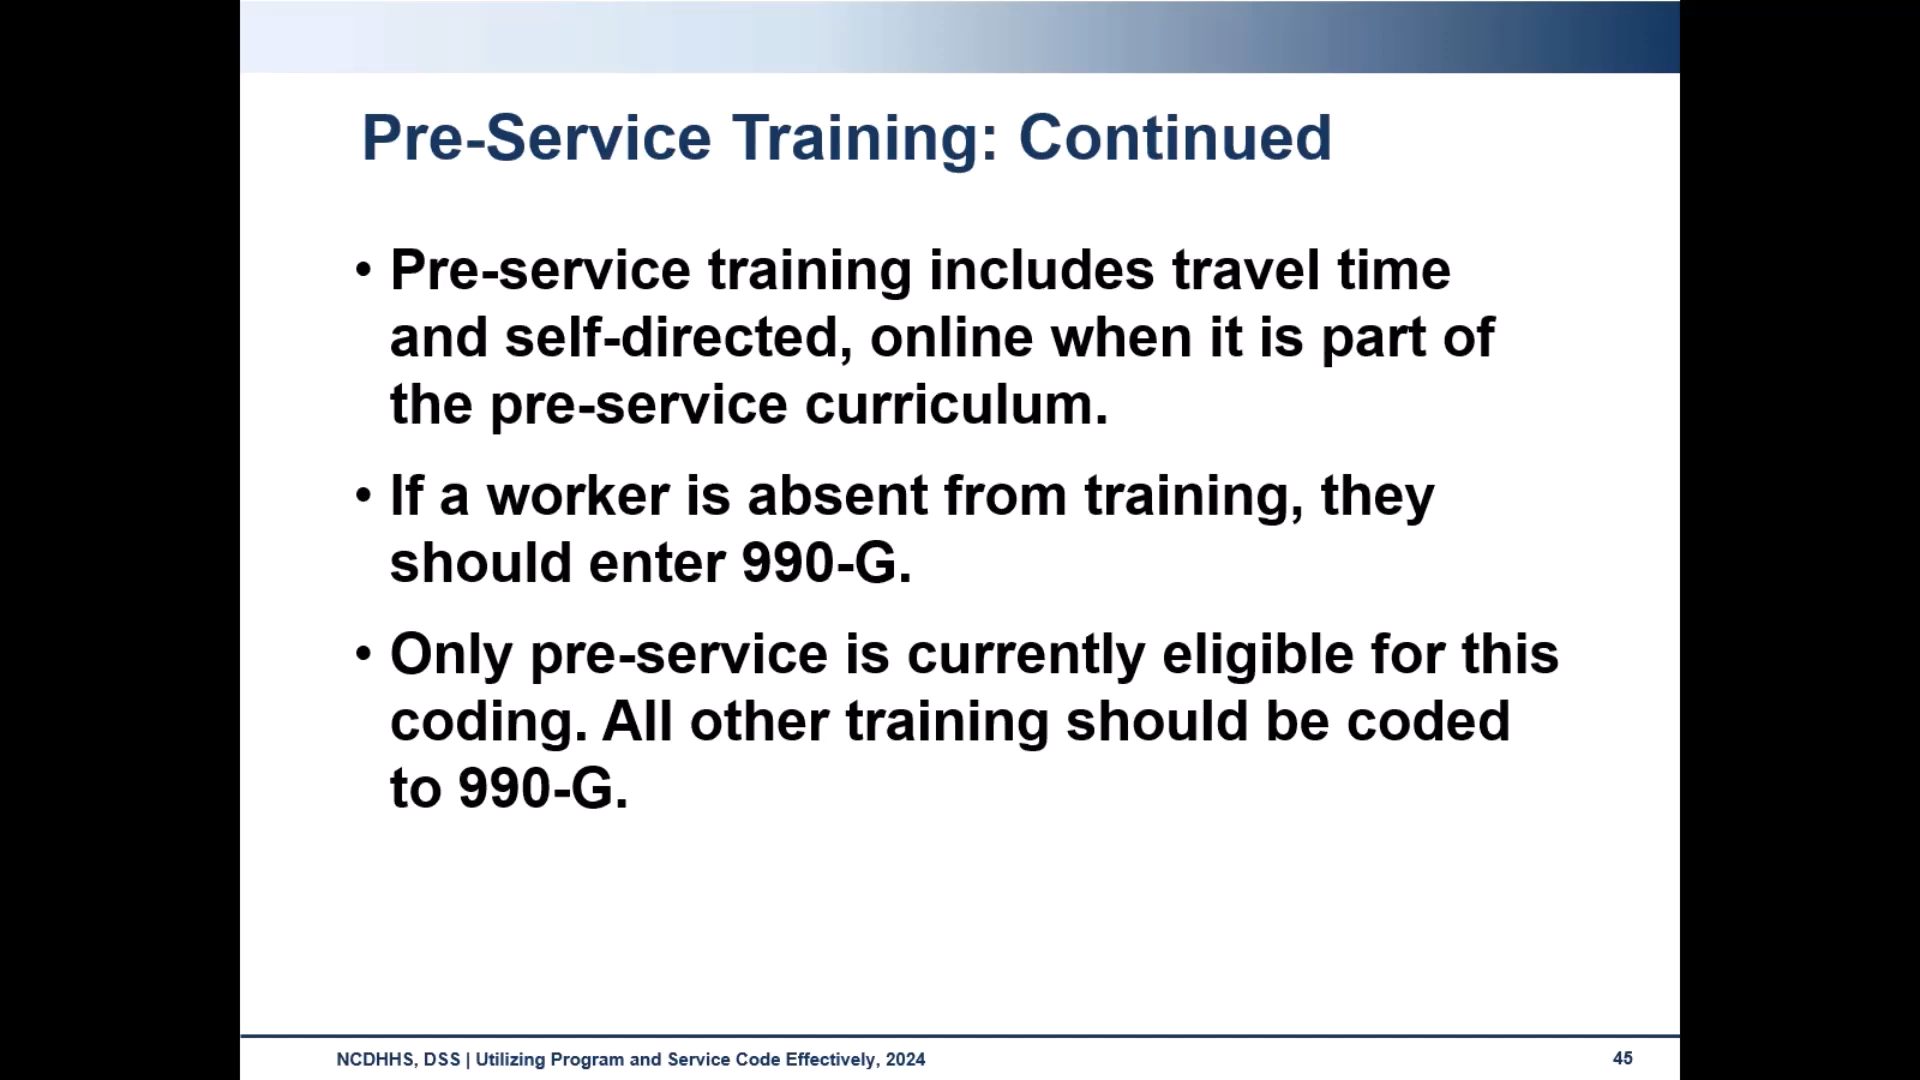 Pre-Service Training: Continued
• Pre-service training includes travel time
and self-directed, online when it is part of
the pre-service curriculum.
• If a worker is absent from training, they
should enter 990-G.
• Only pre-service is currently eligible for this
coding. All other training should be coded
to 990-G.
NCDHHS, DSS | Utilizing Program and Service Code Effectively, 2024
45